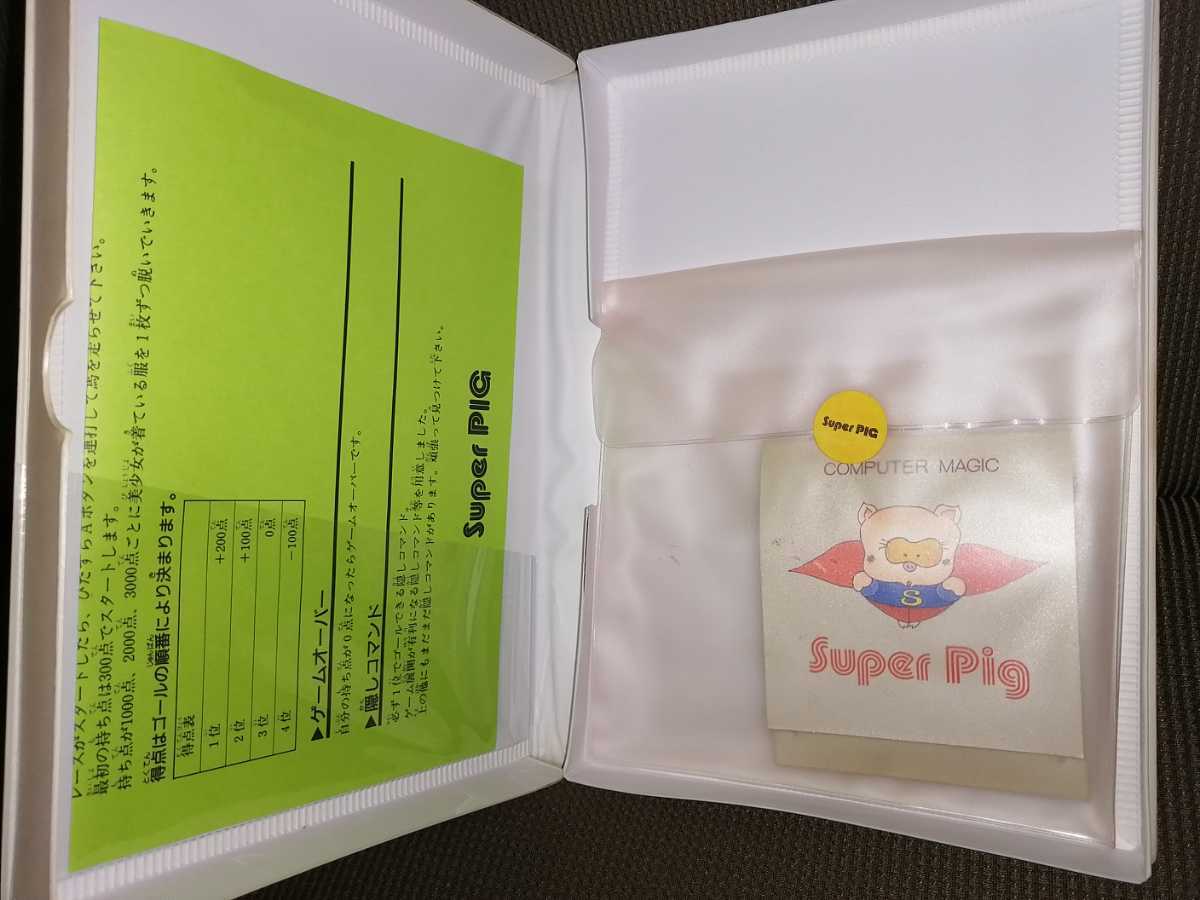 レースがスタートしたら、ひたすらAボタンを連打して馬を走らせて下さい。
最初の持ち点は300点でスタートします。
持ち点が1000点、2000点、3000点ごとに美少女が着ている服を1枚ずつ脱いでいきます。
得点はゴールの順番により決まります。
得点表
1位 +200点
2位 +100点
3位 0点
4位 -100点
▶ゲームオーバー
自分の持ち点が0点になったらゲームオーバーです。
▶隠しコマンド
必ず1位でゴールできる隠しコマンド、
ゲーム展開が有利になる隠しコマンド等を用意しました。
上の他にもまだまだ隠しコマンドがあります。頑張って見つけて下さい。
Super PIG
Super PIG
COMPUTER MAGIC
S
Super Pig